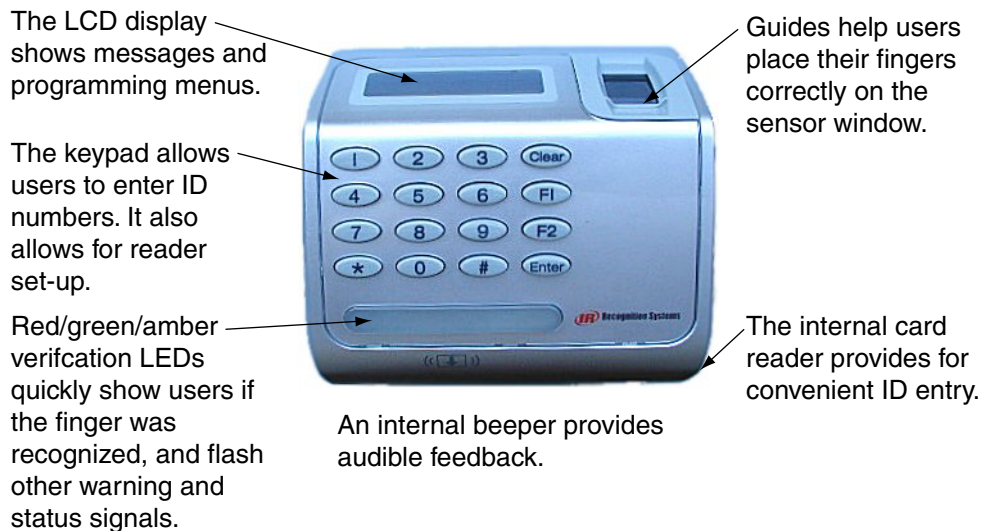 The LCD display
shows messages and
programming menus.
Guides help users
place their fingers
correctly on the
sensor window.
The keypad allows
users to enter ID
numbers. It also
allows for reader
set-up.
1 2 3 Clear
4 5 6 F1
7 8 9 F2
* 0 # Enter
IR Recognition Systems
Red/green/amber
verifcation LEDs
quickly show users if
the finger was
recognized, and flash
other warning and
status signals.
The internal card
reader provides for
convenient ID entry.
An internal beeper provides
audible feedback.